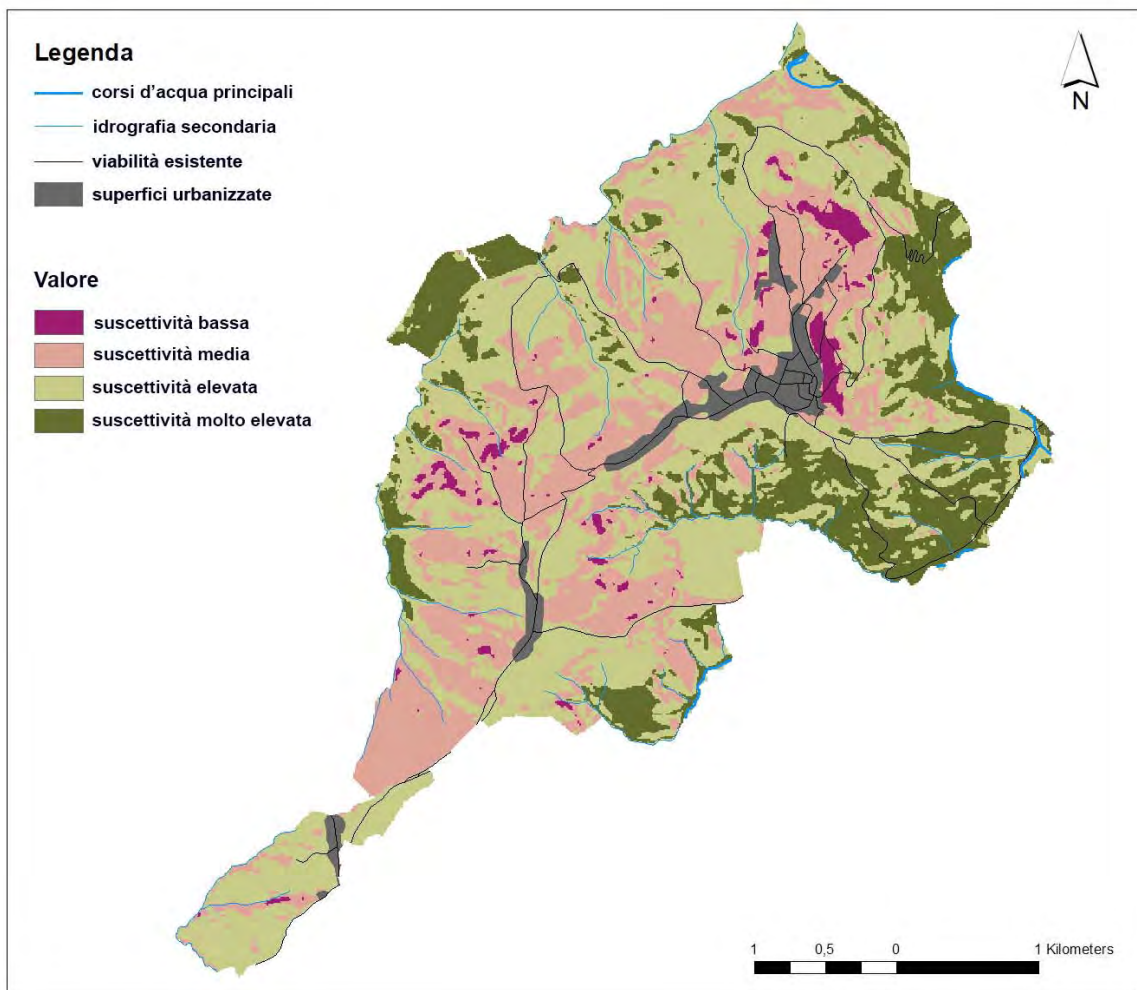 Legenda
corsi d'acqua principali
idrografia secondaria
viabilità esistente
superfici urbanizzate
Valore
suscettività bassa
suscettività media
suscettività elevata
suscettività molto elevata
N
1 0,5 0 1 Kilometers